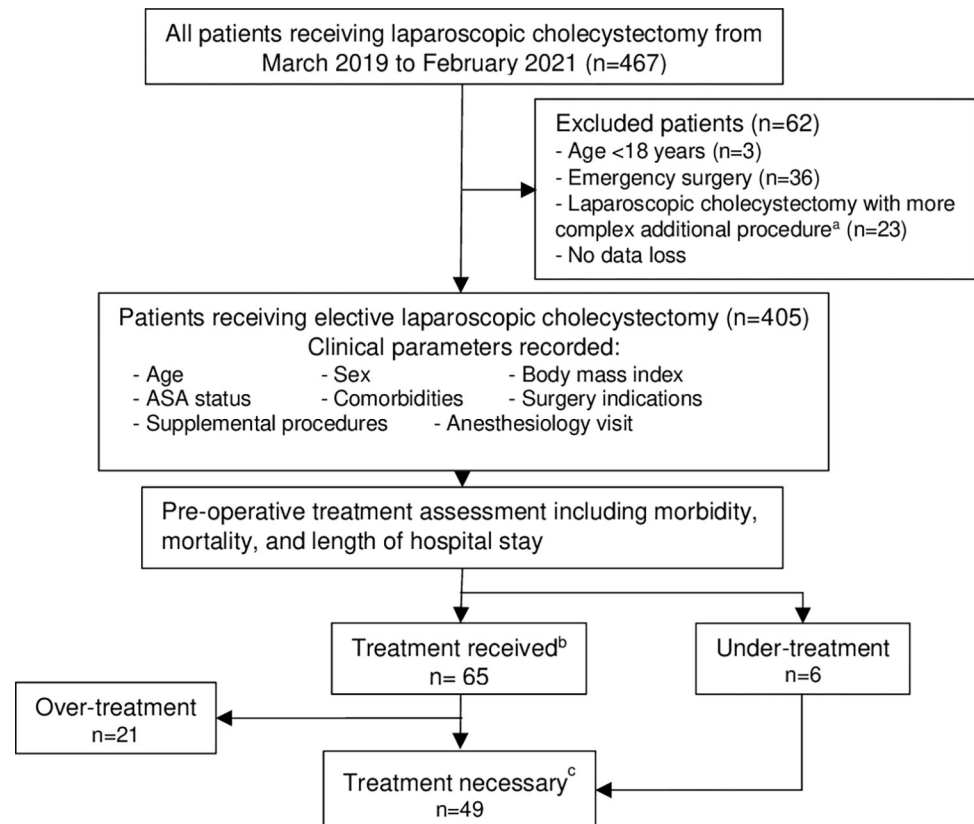 All patients receiving laparoscopic cholecystectomy from
March 2019 to February 2021 (n=467)
Excluded patients (n=62)
- Age <18 years (n=3)
- Emergency surgery (n=36)
- Laparoscopic cholecystectomy with more
complex additional procedureᵃ (n=23)
- No data loss
Patients receiving elective laparoscopic cholecystectomy (n=405)
Clinical parameters recorded:
- Age - Sex - Body mass index
- ASA status - Comorbidities - Surgery indications
- Supplemental procedures - Anesthesiology visit
Pre-operative treatment assessment including morbidity,
mortality, and length of hospital stay
Treatment receivedᵇ
n= 65
Under-treatment
n=6
Over-treatment
n=21
Treatment necessaryᶜ
n=49